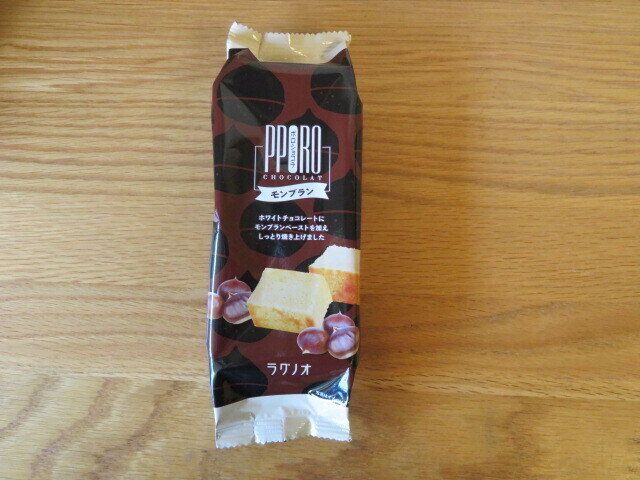 PPORO
CHOCOLAT
モンブラン
ホワイトチョコレートに
モンブランペーストを加え
しっとり焼き上げました
ラグノオ